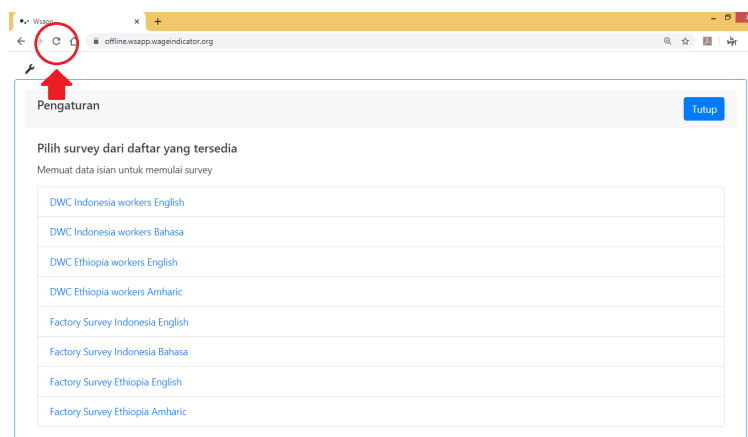 Wsapp
offline.wsapp.wageindicator.org
Pengaturan
Tutup
Pilih survey dari daftar yang tersedia
Memuat data isian untuk memulai survey
DWC Indonesia workers English
DWC Indonesia workers Bahasa
DWC Ethiopia workers English
DWC Ethiopia workers Amharic
Factory Survey Indonesia English
Factory Survey Indonesia Bahasa
Factory Survey Ethiopia English
Factory Survey Ethiopia Amharic